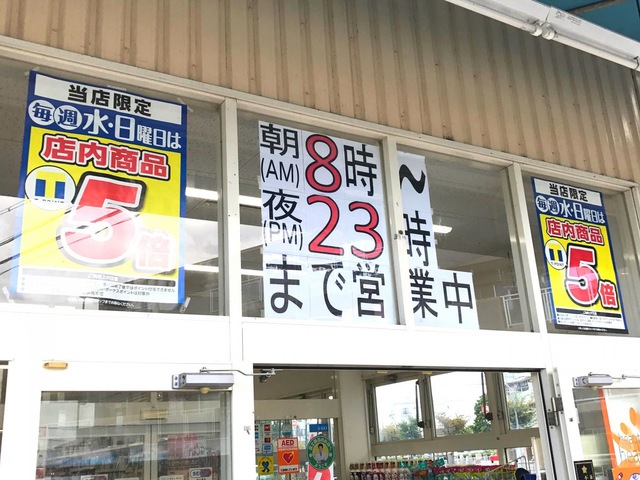 当店限定
毎週水・日曜日は
店内商品
5倍
朝8時~
(AM)
夜23時
(PM)
まで営業中
当店限定
毎週水・日曜日は
店内商品
5倍
AED